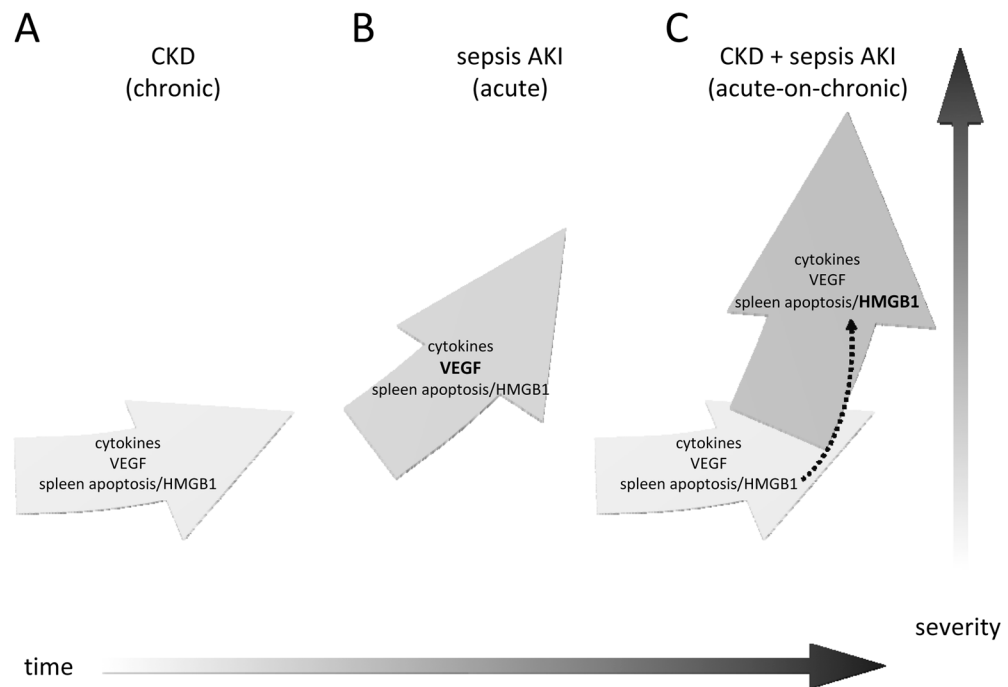 A
CKD
(chronic)
cytokines
VEGF
spleen apoptosis/HMGB1
B
sepsis AKI
(acute)
cytokines
VEGF
spleen apoptosis/HMGB1
C
CKD + sepsis AKI
(acute-on-chronic)
cytokines
VEGF
spleen apoptosis/HMGB1
cytokines
VEGF
spleen apoptosis/HMGB1
severity
time